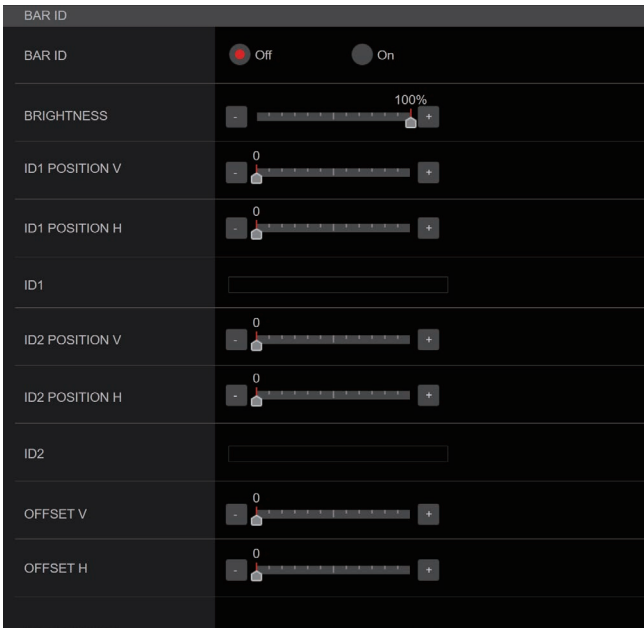 BAR ID
BAR ID Off On
100%
BRIGHTNESS - +
0
ID1 POSITION V - +
0
ID1 POSITION H - +
ID1
0
ID2 POSITION V - +
0
ID2 POSITION H - +
ID2
0
OFFSET V - +
0
OFFSET H - +